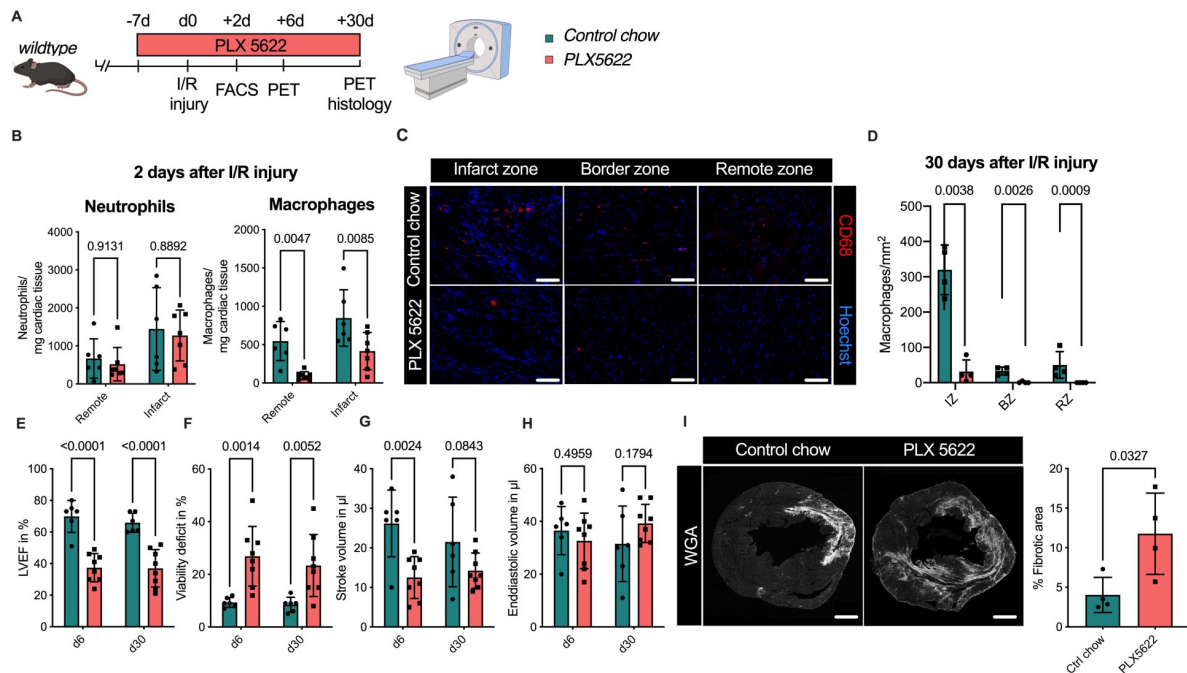 A
-7d d0 +2d +6d +30d
wildtype
PLX 5622
I/R injury
FACS
PET
PET histology
Control chow
PLX5622
B
2 days after I/R injury
Neutrophils
0.9131
0.8892
Neutrophils/
mg cardiac tissue
4000
3000
2000
1000
0
Remote
Infarct
Macrophages
0.0047
0.0085
Macrophages/
mg cardiac tissue
2000
1500
1000
500
0
Remote
Infarct
C
Infarct zone
Border zone
Remote zone
Control chow
PLX 5622
CD68
Hoechst
D
30 days after I/R injury
0.0038
0.0026
0.0009
Macrophages/mm²
500
400
300
200
100
0
IZ
BZ
RZ
E
<0.0001
<0.0001
LVEF in %
100
80
60
40
20
0
d6
d30
F
0.0014
0.0052
Viability deficit in %
60
40
20
0
d6
d30
G
0.0024
0.0843
Stroke volume in µl
40
30
20
10
0
d6
d30
H
0.4959
0.1794
Enddiastolic volume in µl
60
40
20
0
d6
d30
I
Control chow
PLX 5622
WGA
0.0327
% Fibrotic area
20
15
10
5
0
Ctrl chow
PLX5622